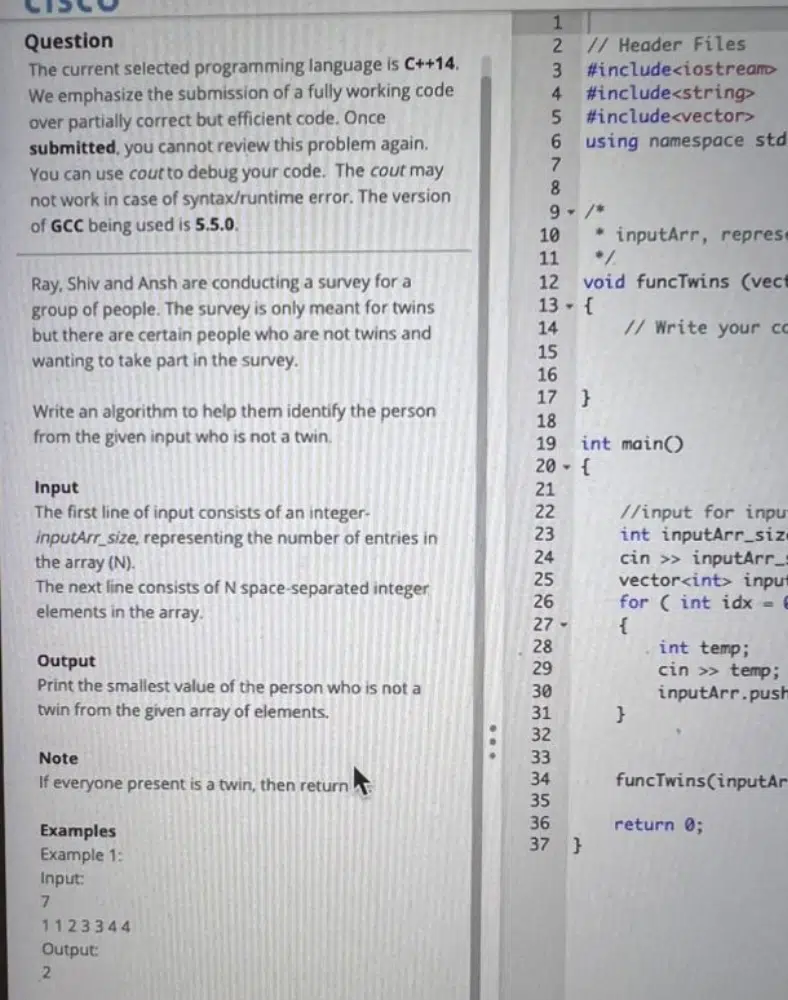 CISCO
Question
The current selected programming language is C++14.
We emphasize the submission of a fully working code
over partially correct but efficient code. Once
submitted, you cannot review this problem again.
You can use cout to debug your code. The cout may
not work in case of syntax/runtime error. The version
of GCC being used is 5.5.0.
Ray, Shiv and Ansh are conducting a survey for a
group of people. The survey is only meant for twins
but there are certain people who are not twins and
wanting to take part in the survey.
Write an algorithm to help them identify the person
from the given input who is not a twin.
Input
The first line of input consists of an integer-
inputArr_size, representing the number of entries in
the array (N).
The next line consists of N space-separated integer
elements in the array.
Output
Print the smallest value of the person who is not a
twin from the given array of elements.
Note
If everyone present is a twin, then return
Examples
Example 1:
Input:
7
1 1 2 3 3 4 4
Output:
2
1
2 // Header Files
3 #include<iostream>
4 #include<string>
5 #include<vector>
6 using namespace std
7
8
9 /*
10 * inputArr, repres
11 */
12 void funcTwins (vect
13 {
14 // Write your co
15
16
17 }
18
19 int main()
20 {
21
22 //input for inpu
23 int inputArr_siz
24 cin >> inputArr_
25 vector<int> input
26 for ( int idx = 0
27 {
28 int temp;
29 cin >> temp;
30 inputArr.push
31 }
32
33
34 funcTwins(inputAr
35
36 return 0;
37 }